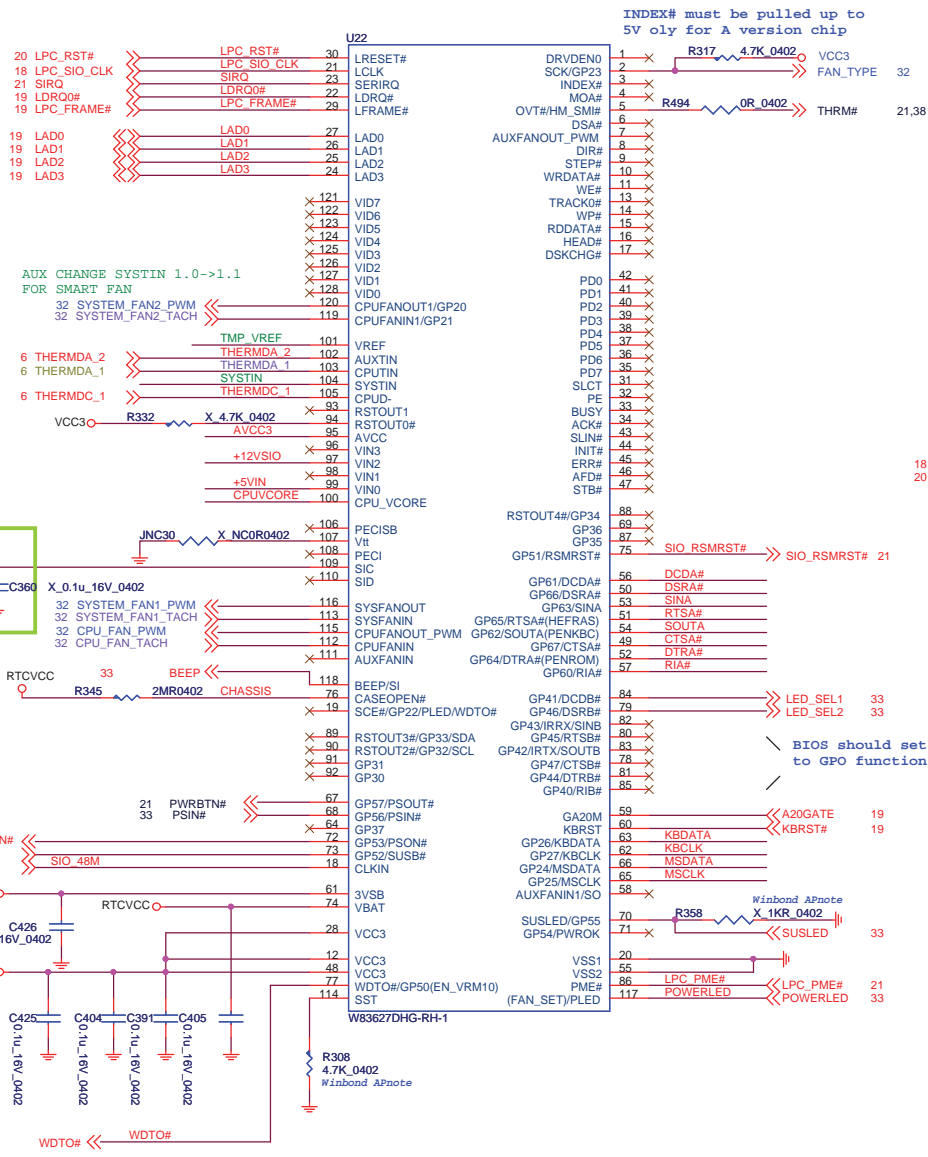 INDEX# must be pulled up to
5V oly for A version chip
U22
20 LPC_RST# LPC_RST# 30 LRESET#
18 LPC_SIO_CLK LPC_SIO_CLK 21 LCLK
21 SIRQ SIRQ 23 SERIRQ
19 LDRQ0# LDRQ0# 22 LDRQ#
19 LPC_FRAME# LPC_FRAME# 29 LFRAME#
19 LAD0 LAD0 27 LAD0
19 LAD1 LAD1 26 LAD1
19 LAD2 LAD2 25 LAD2
19 LAD3 LAD3 24 LAD3
121 VID7
122 VID6
123 VID5
124 VID4
125 VID3
126 VID2
127 VID1
128 VID0
AUX CHANGE SYSTIN 1.0->1.1
FOR SMART FAN
32 SYSTEM_FAN2_PWM 120 CPUFANOUT1/GP20
32 SYSTEM_FAN2_TACH 119 CPUFANIN1/GP21
TMP_VREF 101 VREF
6 THERMDA_2 THERMDA_2 102 AUXTIN
6 THERMDA_1 THERMDA_1 103 CPUTIN
SYSTIN 104 SYSTIN
6 THERMDC_1 THERMDC_1 105 CPUD-
93 RSTOUT1
VCC3 R332 X_4.7K_0402 94 RSTOUT0#
AVCC3 95 AVCC
96 VIN3
+12VSIO 97 VIN2
98 VIN1
+5VIN 99 VIN0
CPUVCORE 100 CPU_VCORE
106 PECISB
JNC30 X_NC0R0402 107 Vtt
108 PECI
109 SIC
110 SID
C360 X_0.1u_16V_0402
32 SYSTEM_FAN1_PWM 116 SYSFANOUT
32 SYSTEM_FAN1_TACH 113 SYSFANIN
32 CPU_FAN_PWM 115 CPUFANOUT_PWM
32 CPU_FAN_TACH 112 CPUFANIN
111 AUXFANIN
33 BEEP 118 BEEP/SI
RTCVCC R345 2MR0402 CHASSIS 76 CASEOPEN#
19 SCE#/GP22/PLED/WDTO#
89 RSTOUT3#/GP33/SDA
90 RSTOUT2#/GP32/SCL
91 GP31
92 GP30
21 PWRBTN# 67 GP57/PSOUT#
33 PSIN# 68 GP56/PSIN#
64 GP37
N# 72 GP53/PSON#
73 GP52/SUSB#
SIO_48M 18 CLKIN
61 3VSB
RTCVCC 74 VBAT
C426
16V_0402
28 VCC3
12 VCC3
48 VCC3
77 WDTO#/GP50(EN_VRM10)
114 SST
C425 0.1u_16V_0402
C404 0.1u_16V_0402
C391 0.1u_16V_0402
C405 0.1u_16V_0402
W83627DHG-RH-1
R308
4.7K_0402
Winbond APnote
WDTO# WDTO#
DRVDEN0 1
SCK/GP23 2 R317 4.7K_0402 VCC3
FAN_TYPE 32
INDEX# 3
MOA# 4
OVT#/HM_SMI# 5 R494 0R_0402 THRM# 21,38
DSA# 6
AUXFANOUT_PWM 7
DIR# 8
STEP# 9
WRDATA# 10
WE# 11
TRACK0# 13
WP# 14
RDDATA# 15
HEAD# 16
DSKCHG# 17
PD0 42
PD1 41
PD2 40
PD3 39
PD4 38
PD5 37
PD6 36
PD7 35
SLCT 31
PE 32
BUSY 33
ACK# 34
SLIN# 43
INIT# 44
ERR# 45
AFD# 46
STB# 47
18
20
RSTOUT4#/GP34 88
GP36 69
GP35 87
GP51/RSMRST# 75 SIO_RSMRST# SIO_RSMRST# 21
GP61/DCDA# 56 DCDA#
GP66/DSRA# 50 DSRA#
GP63/SINA 53 SINA
GP65/RTSA#(HEFRAS) 51 RTSA#
GP62/SOUTA(PENKBC) 54 SOUTA
GP67/CTSA# 49 CTSA#
GP64/DTRA#(PENROM) 52 DTRA#
GP60/RIA# 57 RIA#
GP41/DCDB# 84 LED_SEL1 33
GP46/DSRB# 79 LED_SEL2 33
GP43/IRRX/SINB 82
GP45/RTSB# 80
GP42/IRTX/SOUTB 83
GP47/CTSB# 78
GP44/DTRB# 81
GP40/RIB# 85
BIOS should set
to GPO function
GA20M 59 A20GATE 19
KBRST 60 KBRST# 19
GP26/KBDATA 63 KBDATA
GP27/KBCLK 62 KBCLK
GP24/MSDATA 66 MSDATA
GP25/MSCLK 65 MSCLK
AUXFANIN1/SO 58
Winbond APnote
SUSLED/GP55 70 R358 X_1KR_0402
GP54/PWROK 71 SUSLED 33
VSS1 20
VSS2 55
PME# 86 LPC_PME# LPC_PME# 21
(FAN_SET)/PLED 117 POWERLED POWERLED 33